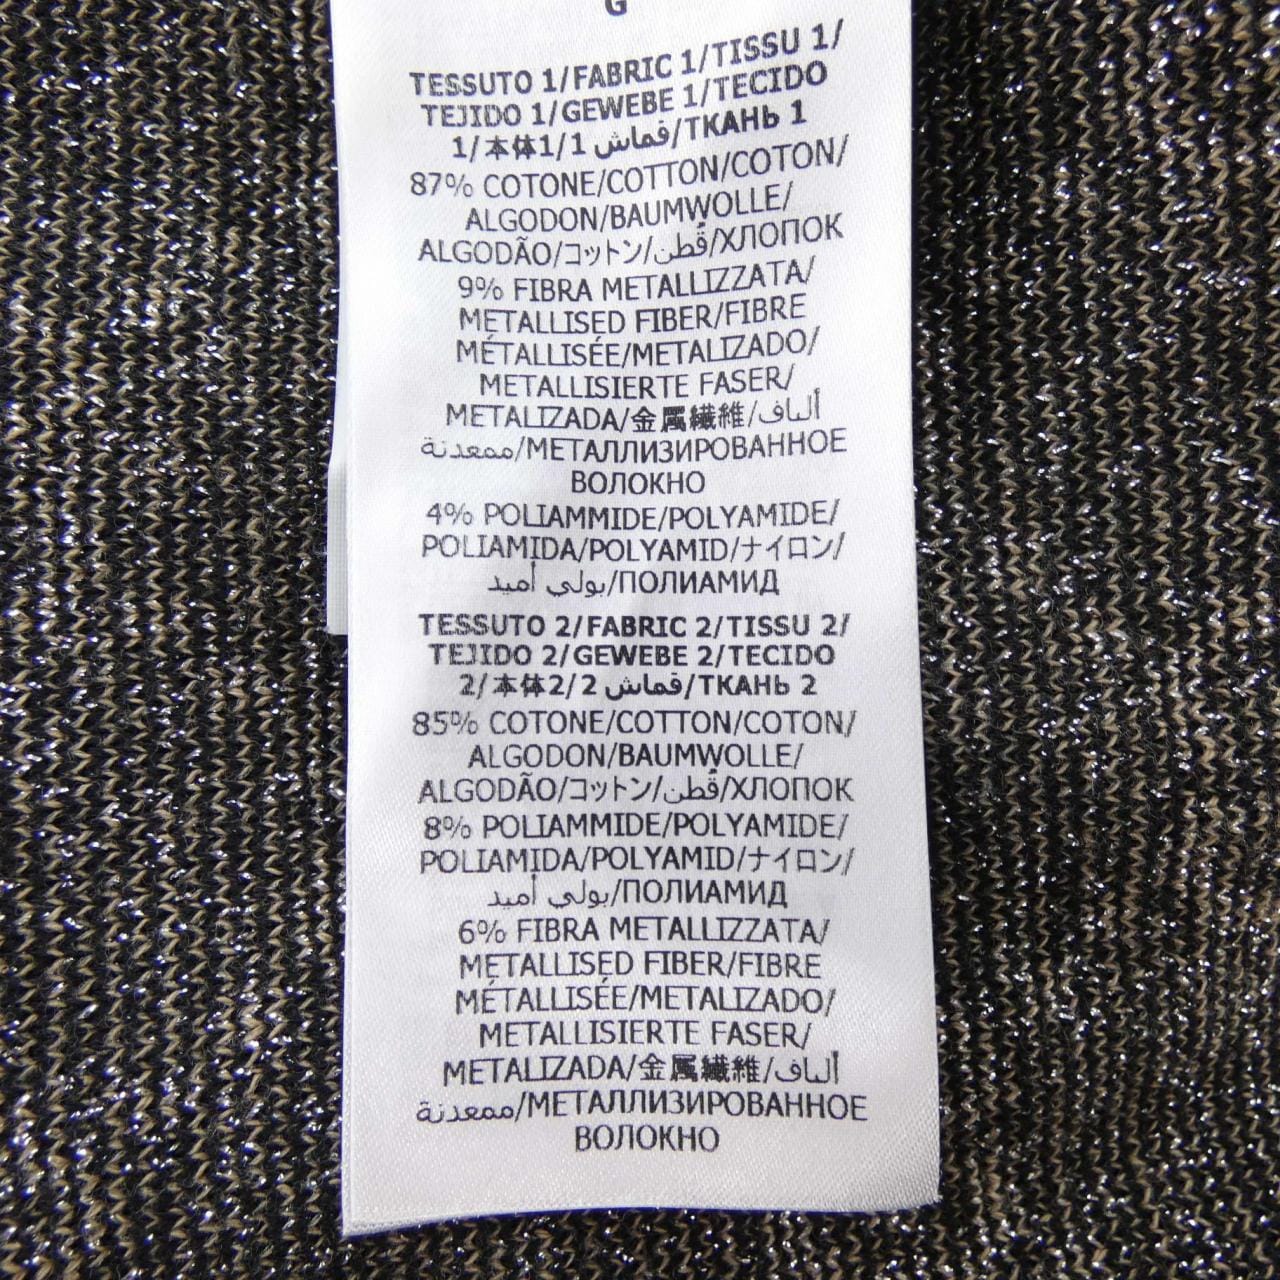 G
TESSUTO 1/FABRIC 1/TISSU 1/
TEJIDO 1/GEWEBE 1/TECIDO
1/本体1/1 قماش/ТКАНЬ 1
87% COTONE/COTTON/COTON/
ALGODON/BAUMWOLLE/
ALGODÃO/コットン/قُطن/ХЛОПОК
9% FIBRA METALLIZZATA/
METALLISED FIBER/FIBRE
MÉTALLISÉE/METALIZADO/
METALLISIERTE FASER/
METALIZADA/金属繊維/ألياف
ممعدنة/МЕТАЛЛИЗИРОВАННОЕ
ВОЛОКНО
4% POLIAMMIDE/POLYAMIDE/
POLIAMIDA/POLYAMID/ナイロン/
بولي أميد/ПОЛИАМИД
TESSUTO 2/FABRIC 2/TISSU 2/
TEJIDO 2/GEWEBE 2/TECIDO
2/本体2/2 قماش/ТКАНЬ 2
85% COTONE/COTTON/COTON/
ALGODON/BAUMWOLLE/
ALGODÃO/コットン/قُطن/ХЛОПОК
8% POLIAMMIDE/POLYAMIDE/
POLIAMIDA/POLYAMID/ナイロン/
بولي أميد/ПОЛИАМИД
6% FIBRA METALLIZZATA/
METALLISED FIBER/FIBRE
MÉTALLISÉE/METALIZADO/
METALLISIERTE FASER/
METALIZADA/金属繊維/ألياف
ممعدنة/МЕТАЛЛИЗИРОВАННОЕ
ВОЛОКНО